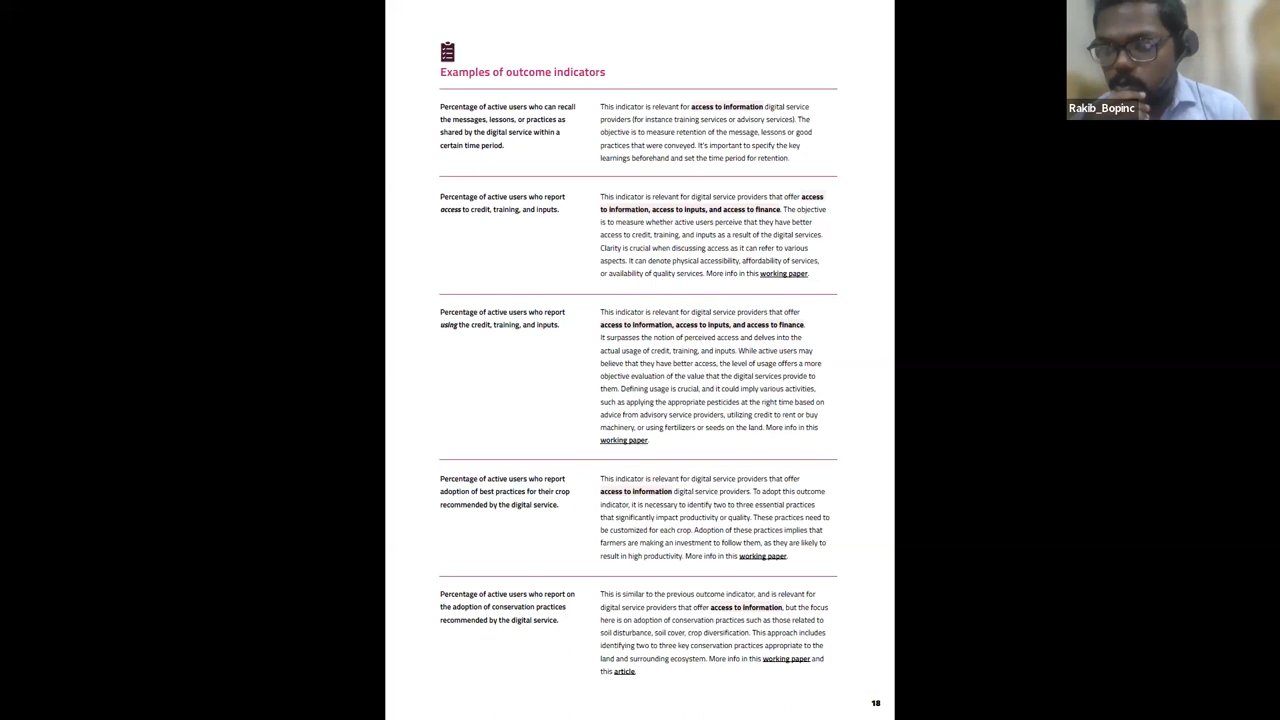 Examples of outcome indicators
Percentage of active users who can recall
the messages, lessons, or practices as
shared by the digital service within a
certain time period.
This indicator is relevant for access to information digital service
providers (for instance training services or advisory services). The
objective is to measure retention of the message, lessons or good
practices that were conveyed. It's important to specify the key
learnings beforehand and set the time period for retention.
Percentage of active users who report
access to credit, training, and inputs.
This indicator is relevant for digital service providers that offer access
to information, access to inputs, and access to finance. The objective
is to measure whether active users perceive that they have better
access to credit, training, and inputs as a result of the digital services.
Clarity is crucial when discussing access as it can refer to various
aspects. It can denote physical accessibility, affordability of services,
or availability of quality services. More info in this working paper.
Percentage of active users who report
using the credit, training, and inputs.
This indicator is relevant for digital service providers that offer
access to information, access to inputs, and access to finance.
It surpasses the notion of perceived access and delves into the
actual usage of credit, training, and inputs. While active users may
believe that they have better access, the level of usage offers a more
objective evaluation of the value that the digital services provide to
them. Defining usage is crucial, and it could imply various activities,
such as applying the appropriate pesticides at the right time based on
advice from advisory service providers, utilizing credit to rent or buy
machinery, or using fertilizers or seeds on the land. More info in this
working paper.
Percentage of active users who report
adoption of best practices for their crop
recommended by the digital service.
This indicator is relevant for digital service providers that offer
access to information digital service providers. To adopt this outcome
indicator, it is necessary to identify two to three essential practices
that significantly impact productivity or quality. These practices need to
be customized for each crop. Adoption of these practices implies that
farmers are making an investment to follow them, as they are likely to
result in high productivity. More info in this working paper.
Percentage of active users who report on
the adoption of conservation practices
recommended by the digital service.
This is similar to the previous outcome indicator, and is relevant for
digital service providers that offer access to information, but the focus
here is on adoption of conservation practices such as those related to
soil disturbance, soil cover, crop diversification. This approach includes
identifying two to three key conservation practices appropriate to the
land and surrounding ecosystem. More info in this working paper and
this article.
18
Rakib_Bopinc